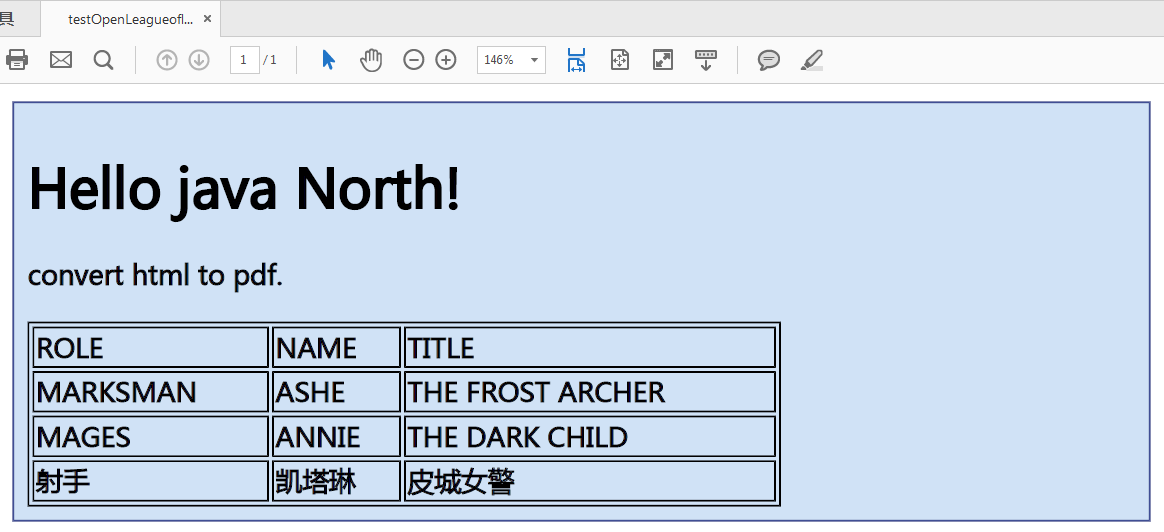 具 testOpenLeagueofl... ×
1 / 1 146%
Hello java North!
convert html to pdf.
ROLE NAME TITLE
MARKSMAN ASHE THE FROST ARCHER
MAGES ANNIE THE DARK CHILD
射手 凯塔琳 皮城女警